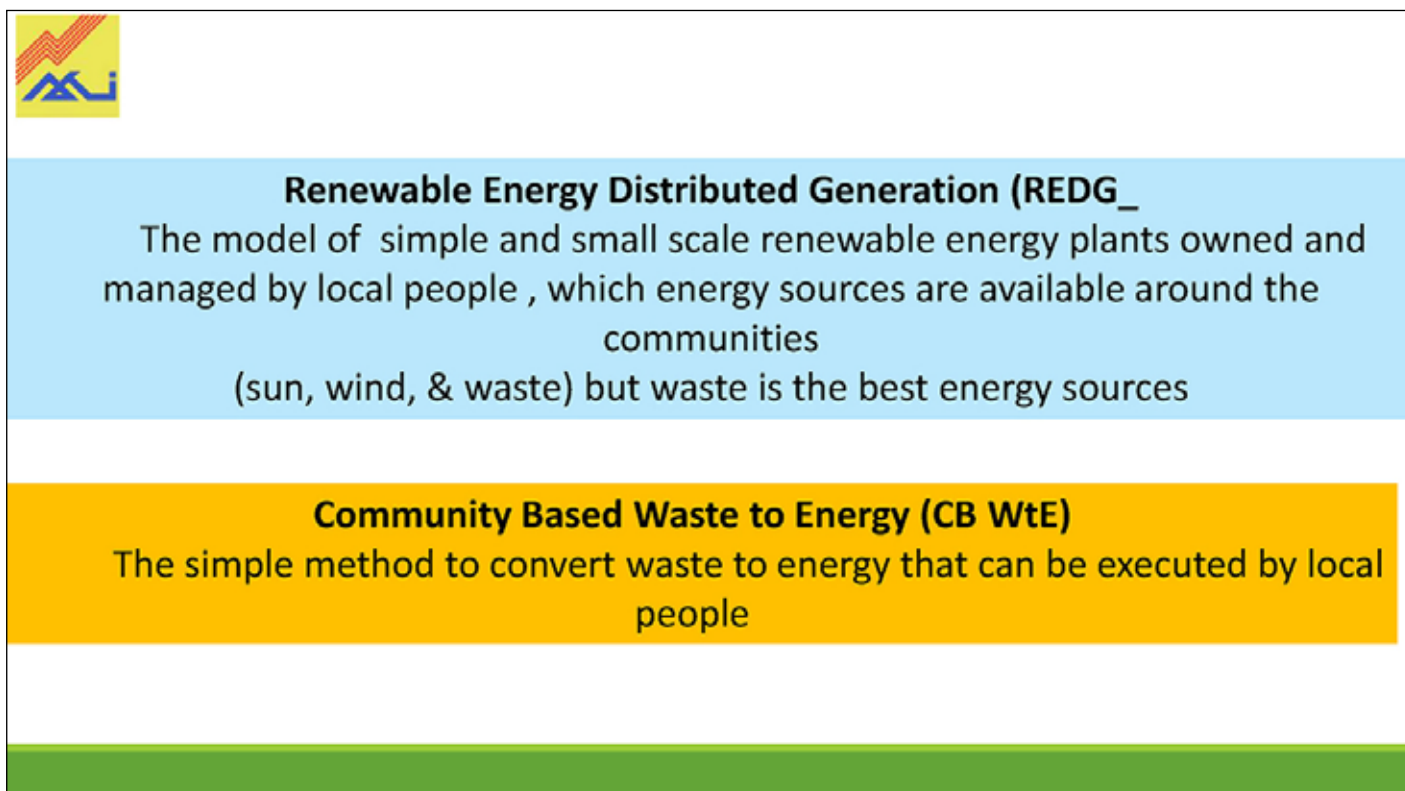 Renewable Energy Distributed Generation (REDG_
The model of simple and small scale renewable energy plants owned and
managed by local people , which energy sources are available around the
communities
(sun, wind, & waste) but waste is the best energy sources
Community Based Waste to Energy (CB WtE)
The simple method to convert waste to energy that can be executed by local
people